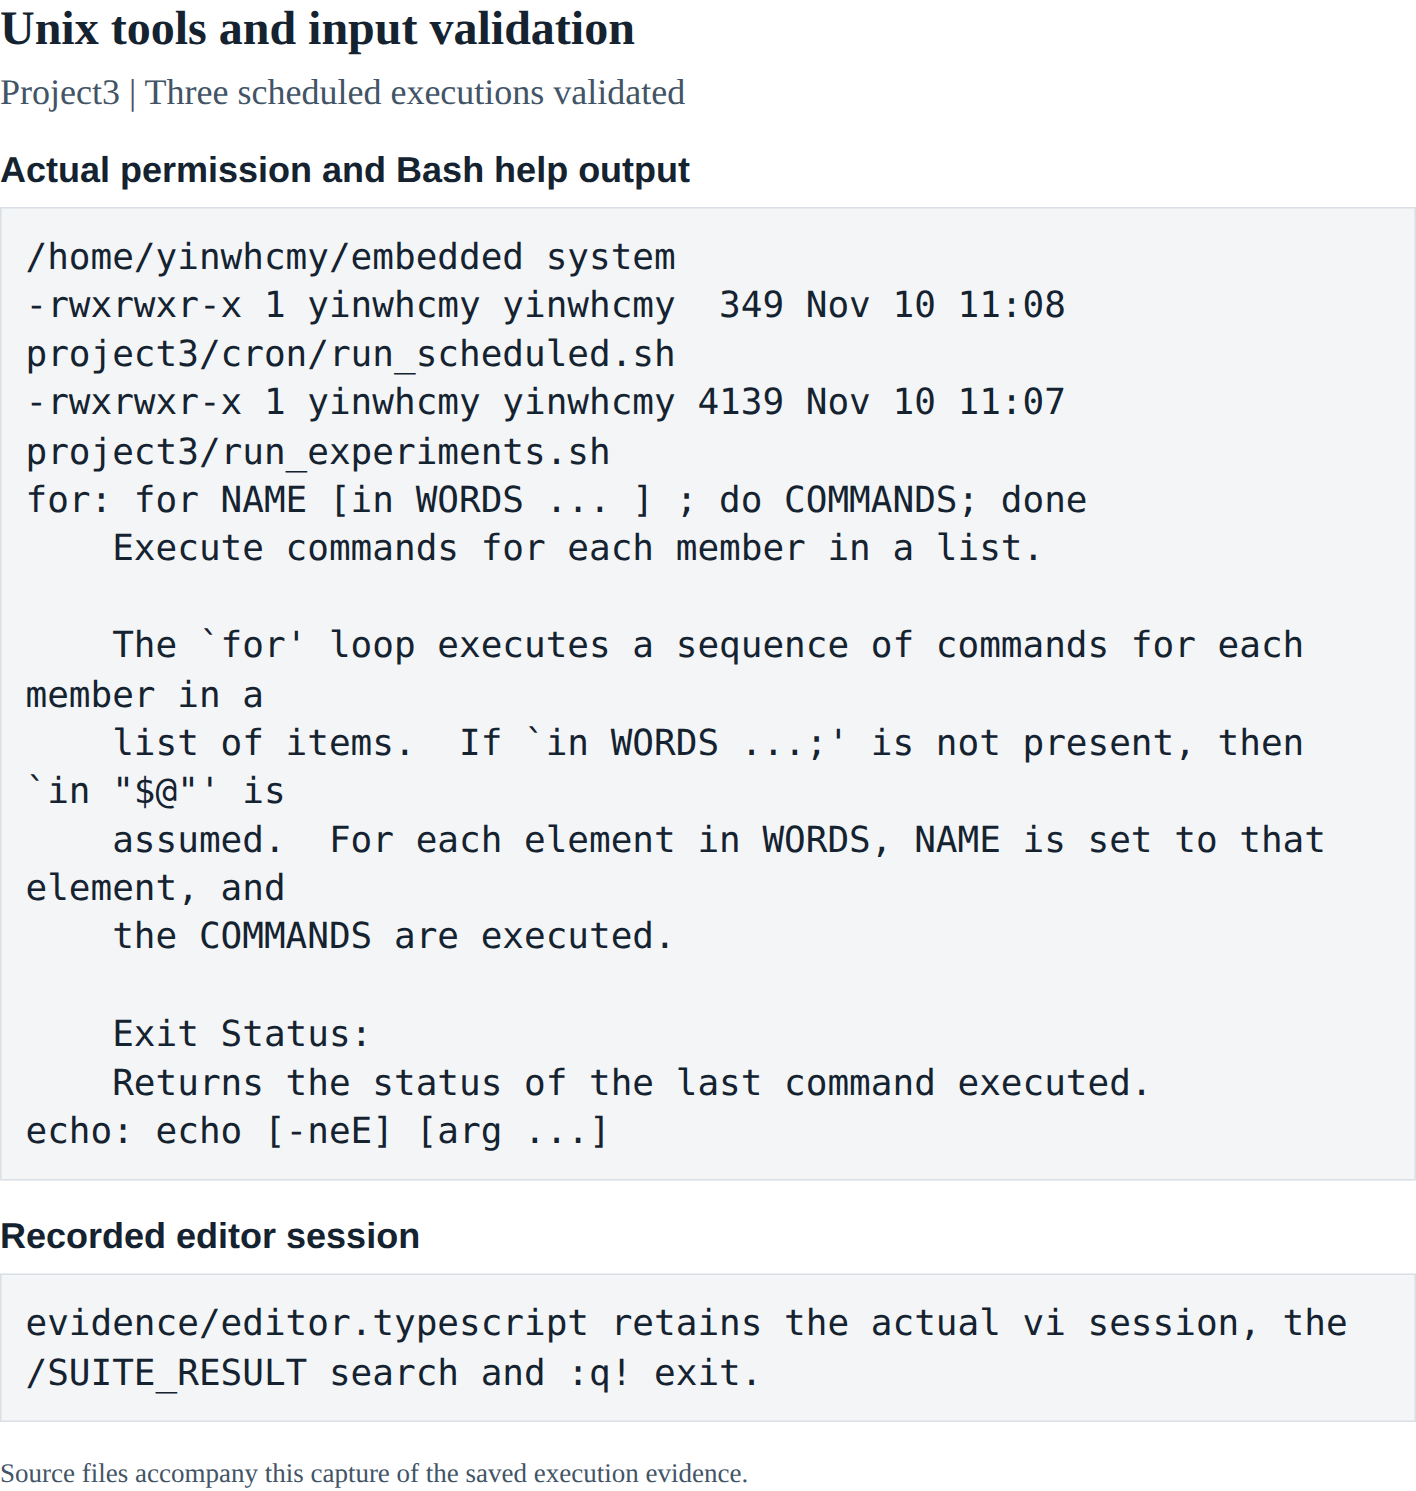 Unix tools and input validation
Project3 | Three scheduled executions validated
Actual permission and Bash help output
/home/yinwhcmy/embedded system
-rwxrwxr-x 1 yinwhcmy yinwhcmy  349 Nov 10 11:08
project3/cron/run_scheduled.sh
-rwxrwxr-x 1 yinwhcmy yinwhcmy 4139 Nov 10 11:07
project3/run_experiments.sh
for: for NAME [in WORDS ... ] ; do COMMANDS; done
    Execute commands for each member in a list.

    The `for' loop executes a sequence of commands for each
member in a
    list of items.  If `in WORDS ...;' is not present, then
`in "$@"' is
    assumed.  For each element in WORDS, NAME is set to that
element, and
    the COMMANDS are executed.

    Exit Status:
    Returns the status of the last command executed.
echo: echo [-neE] [arg ...]
Recorded editor session
evidence/editor.typescript retains the actual vi session, the
/SUITE_RESULT search and :q! exit.
Source files accompany this capture of the saved execution evidence.